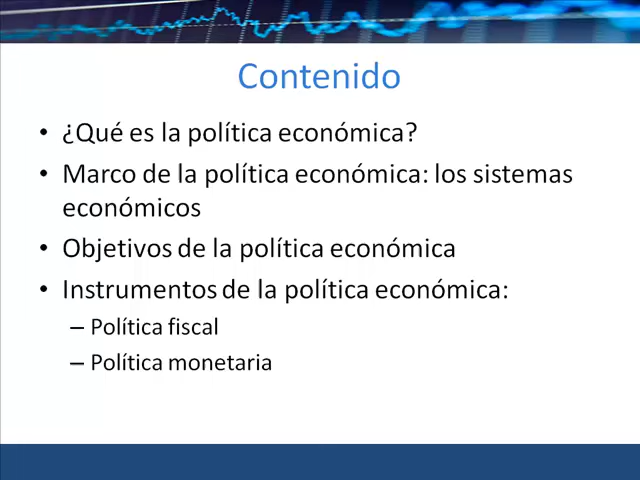 Contenido
• ¿Qué es la política económica?
• Marco de la política económica: los sistemas
económicos
• Objetivos de la política económica
• Instrumentos de la política económica:
– Política fiscal
– Política monetaria